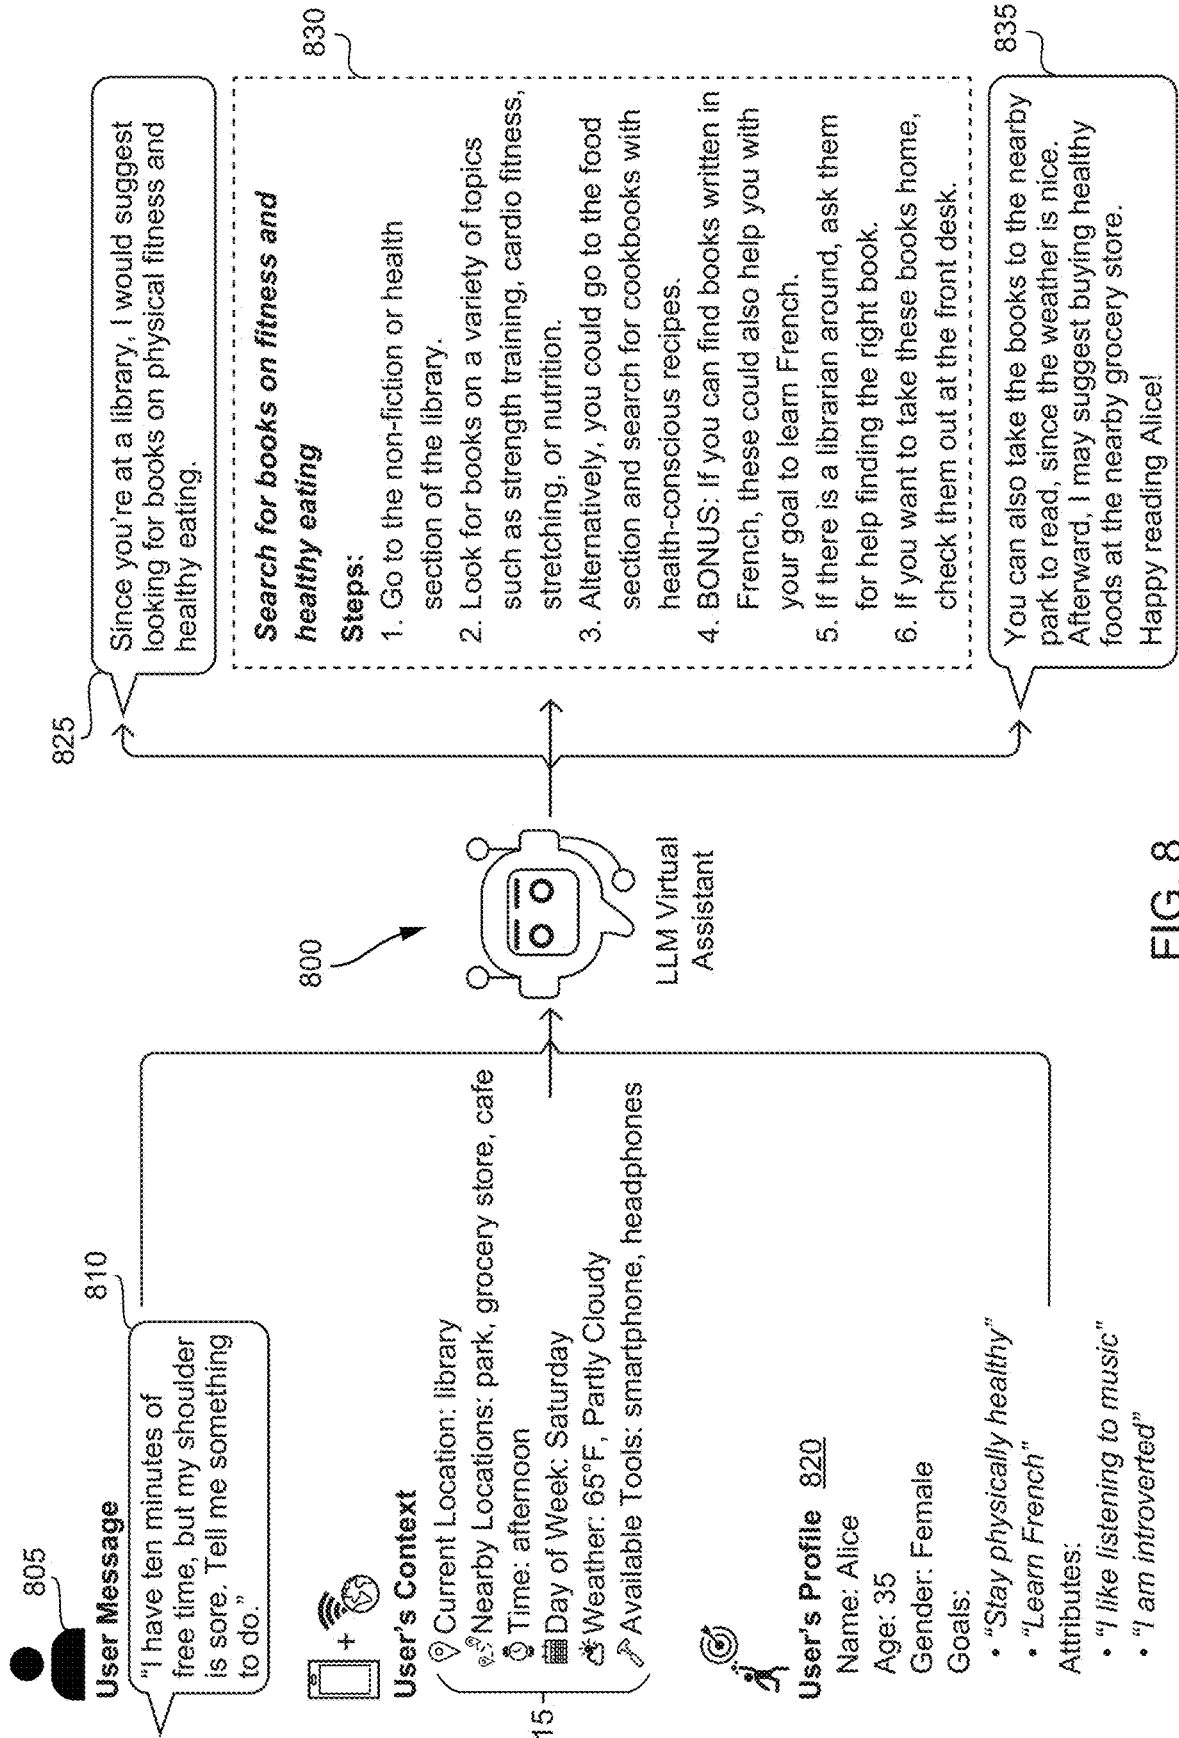 805
User Message
810
“I have ten minutes of
free time, but my shoulder
is sore. Tell me something
to do.”
User's Context
15
Current Location: library
Nearby Locations: park, grocery store, cafe
Time: afternoon
Day of Week: Saturday
Weather: 65°F, Partly Cloudy
Available Tools: smartphone, headphones
User's Profile 820
Name: Alice
Age: 35
Gender: Female
Goals:
• “Stay physically healthy”
• “Learn French”
Attributes:
• “I like listening to music”
• “I am introverted”
800
LLM Virtual
Assistant
825
Since you're at a library, I would suggest
looking for books on physical fitness and
healthy eating.
830
Search for books on fitness and
healthy eating
Steps:
1. Go to the non-fiction or health
section of the library.
2. Look for books on a variety of topics
such as strength training, cardio fitness,
stretching, or nutrition.
3. Alternatively, you could go to the food
section and search for cookbooks with
health-conscious recipes.
4. BONUS: If you can find books written in
French, these could also help you with
your goal to learn French.
5. If there is a librarian around, ask them
for help finding the right book.
6. If you want to take these books home,
check them out at the front desk.
835
You can also take the books to the nearby
park to read, since the weather is nice.
Afterward, I may suggest buying healthy
foods at the nearby grocery store.
Happy reading Alice!
FIG. 8